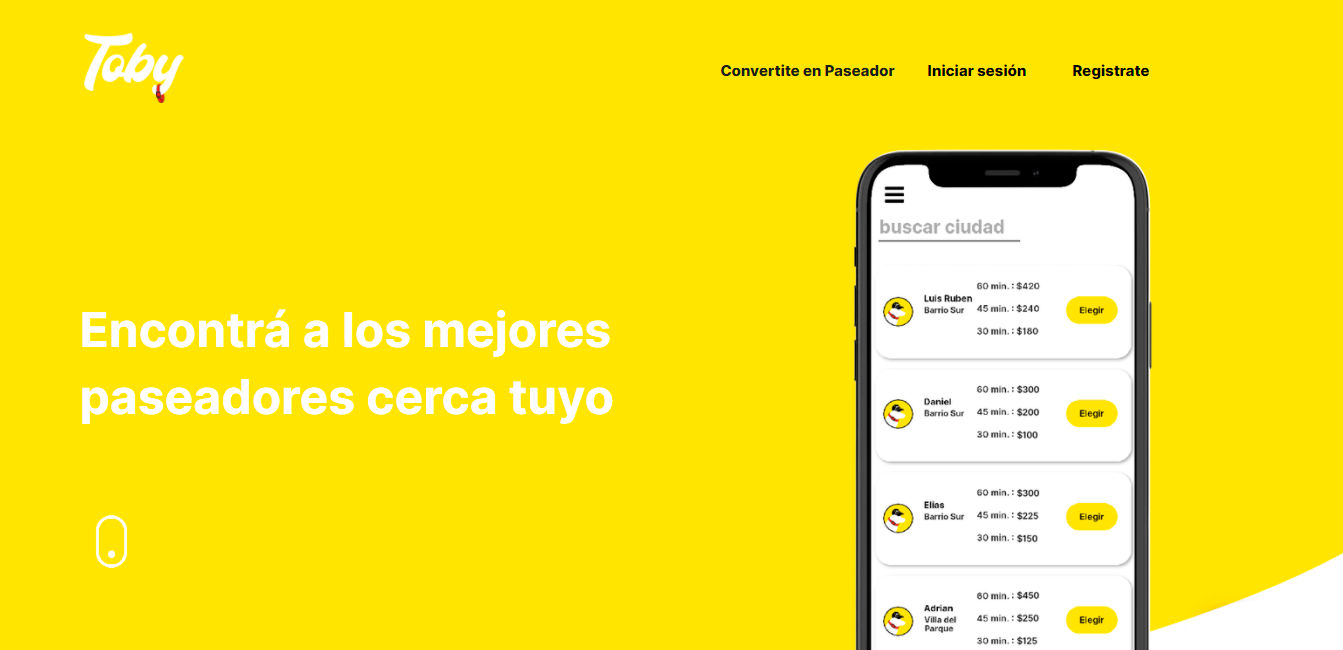 Toby
Convertite en Paseador
Iniciar sesión
Registrate
Encontrá a los mejores
paseadores cerca tuyo
buscar ciudad
Luis Ruben
Barrio Sur
60 min. : $420
45 min. : $240
30 min. : $180
Elegir
Daniel
Barrio Sur
60 min. : $300
45 min. : $200
30 min. : $100
Elegir
Elias
Barrio Sur
60 min. : $300
45 min. : $225
30 min. : $150
Elegir
Adrian
Villa del
Parque
60 min. : $450
45 min. : $250
30 min. : $125
Elegir